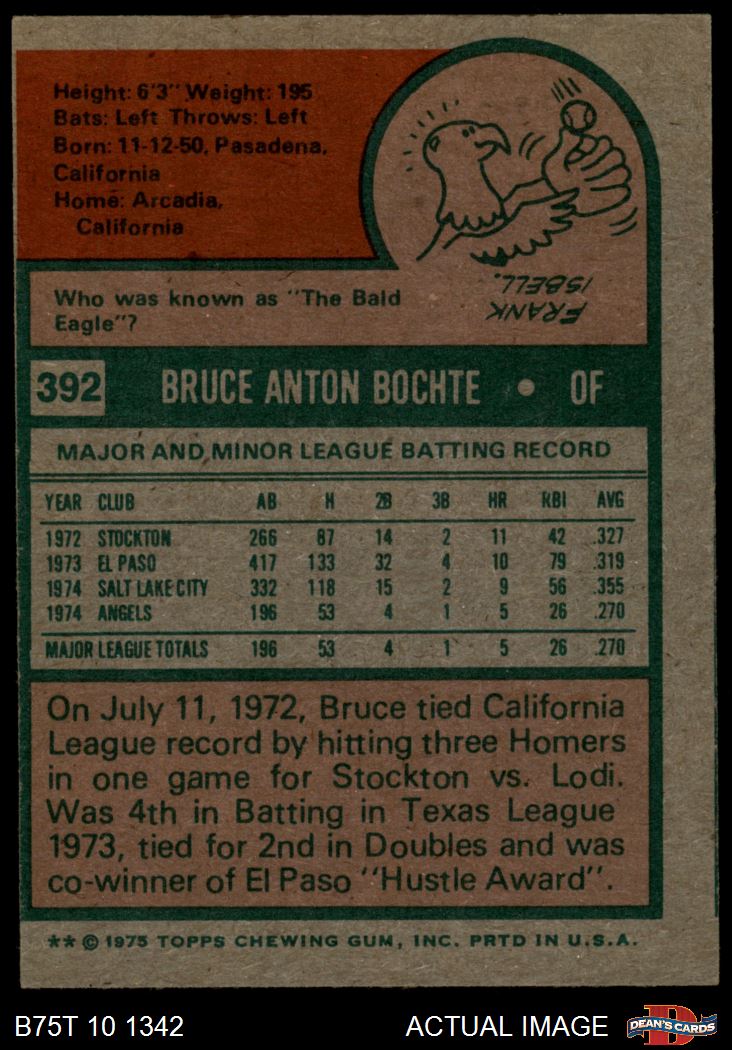 Height: 6'3" Weight: 195
Bats: Left Throws: Left
Born: 11-12-50, Pasadena,
California
Home: Arcadia,
California
Who was known as "The Bald
Eagle"?
FRANK
ISBELL.
392 BRUCE ANTON BOCHTE • OF
MAJOR AND MINOR LEAGUE BATTING RECORD
YEAR CLUB AB H 2B 3B HR RBI AVG
1972 STOCKTON 266 87 14 2 11 42 .327
1973 EL PASO 417 133 32 4 10 79 .319
1974 SALT LAKE CITY 332 118 15 2 9 56 .355
1974 ANGELS 196 53 4 1 5 26 .270
MAJOR LEAGUE TOTALS 196 53 4 1 5 26 .270
On July 11, 1972, Bruce tied California
League record by hitting three Homers
in one game for Stockton vs. Lodi.
Was 4th in Batting in Texas League
1973, tied for 2nd in Doubles and was
co-winner of El Paso "Hustle Award".
** © 1975 TOPPS CHEWING GUM, INC. PRTD IN U.S.A.
B75T 10 1342 ACTUAL IMAGE DEAN'S CARDS